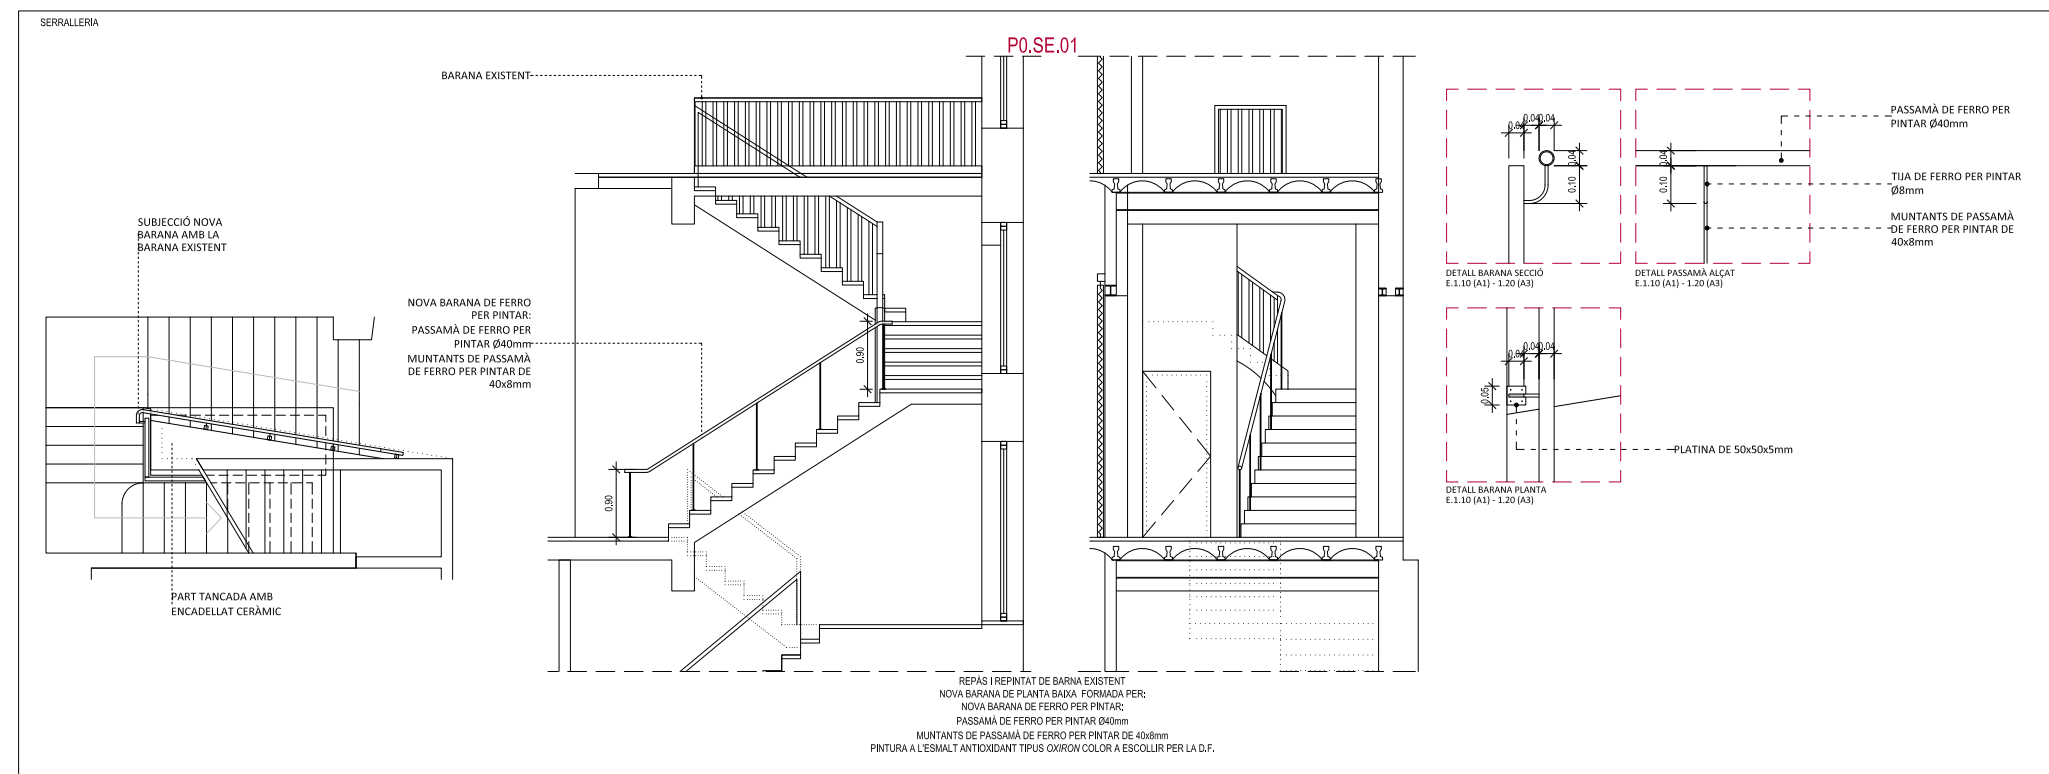 SERRALLERIA
P0.SE.01
BARANA EXISTENT
SUBJECCIÓ NOVA
BARANA AMB LA
BARANA EXISTENT
NOVA BARANA DE FERRO
PER PINTAR:
PASSAMÀ DE FERRO PER
PINTAR Ø40mm
MUNTANTS DE PASSAMÀ
DE FERRO PER PINTAR DE
40x8mm
0.90
0.90
PART TANCADA AMB
ENCADELLAT CERÀMIC
0.04 0.04
0.04
0.10
DETALL BARANA SECCIÓ
E.1.10 (A1) - 1.20 (A3)
0.04
0.10
DETALL PASSAMÀ ALÇAT
E.1.10 (A1) - 1.20 (A3)
PASSAMÀ DE FERRO PER
PINTAR Ø40mm
TIJA DE FERRO PER PINTAR
Ø8mm
MUNTANTS DE PASSAMÀ
DE FERRO PER PINTAR DE
40x8mm
0.04 0.04
0.05
PLATINA DE 50x50x5mm
DETALL BARANA PLANTA
E.1.10 (A1) - 1.20 (A3)
REPÀS I REPINTAT DE BARNA EXISTENT
NOVA BARANA DE PLANTA BAIXA FORMADA PER:
NOVA BARANA DE FERRO PER PINTAR:
PASSAMÀ DE FERRO PER PINTAR Ø40mm
MUNTANTS DE PASSAMÀ DE FERRO PER PINTAR DE 40x8mm
PINTURA A L'ESMALT ANTIOXIDANT TIPUS OXIRON COLOR A ESCOLLIR PER LA D.F.